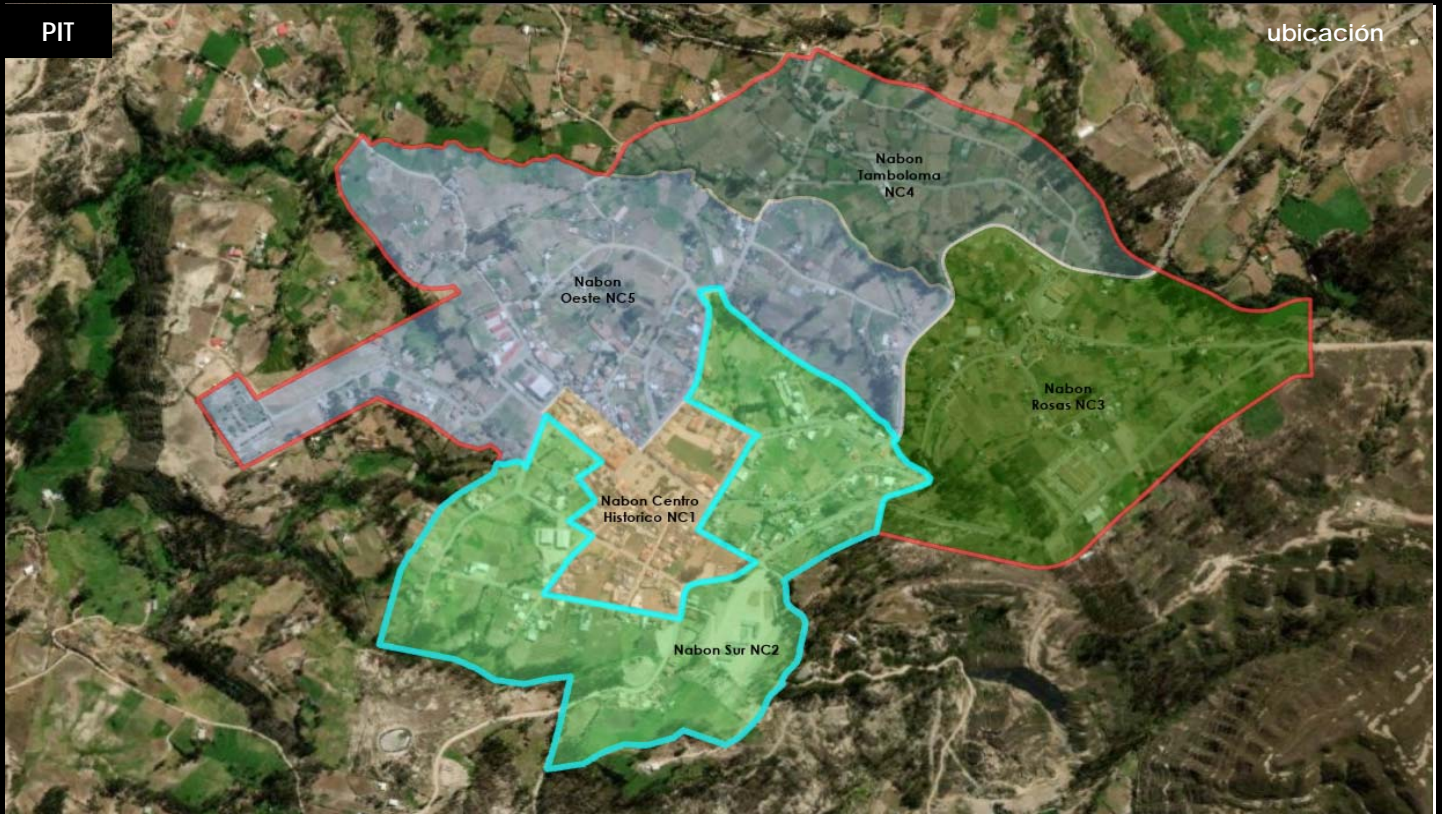 PIT
ubicación
Nabon
Tamboloma
NC4
Nabon
Oeste NC5
Nabon
Rosas NC3
Nabon Centro
Historico NC1
Nabon Sur NC2